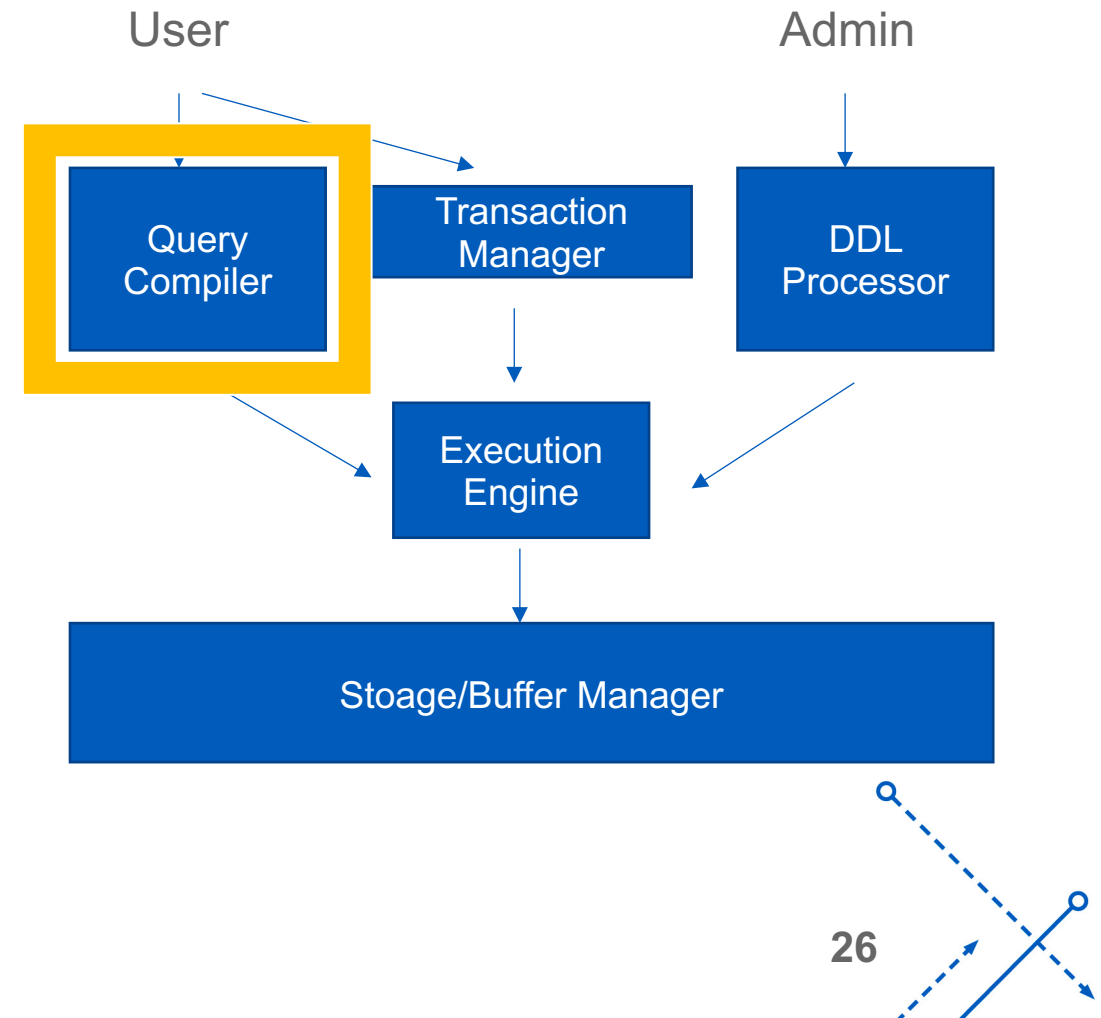 User
Admin
Query
Compiler
Transaction
Manager
DDL
Processor
Execution
Engine
Stoage/Buffer Manager
26